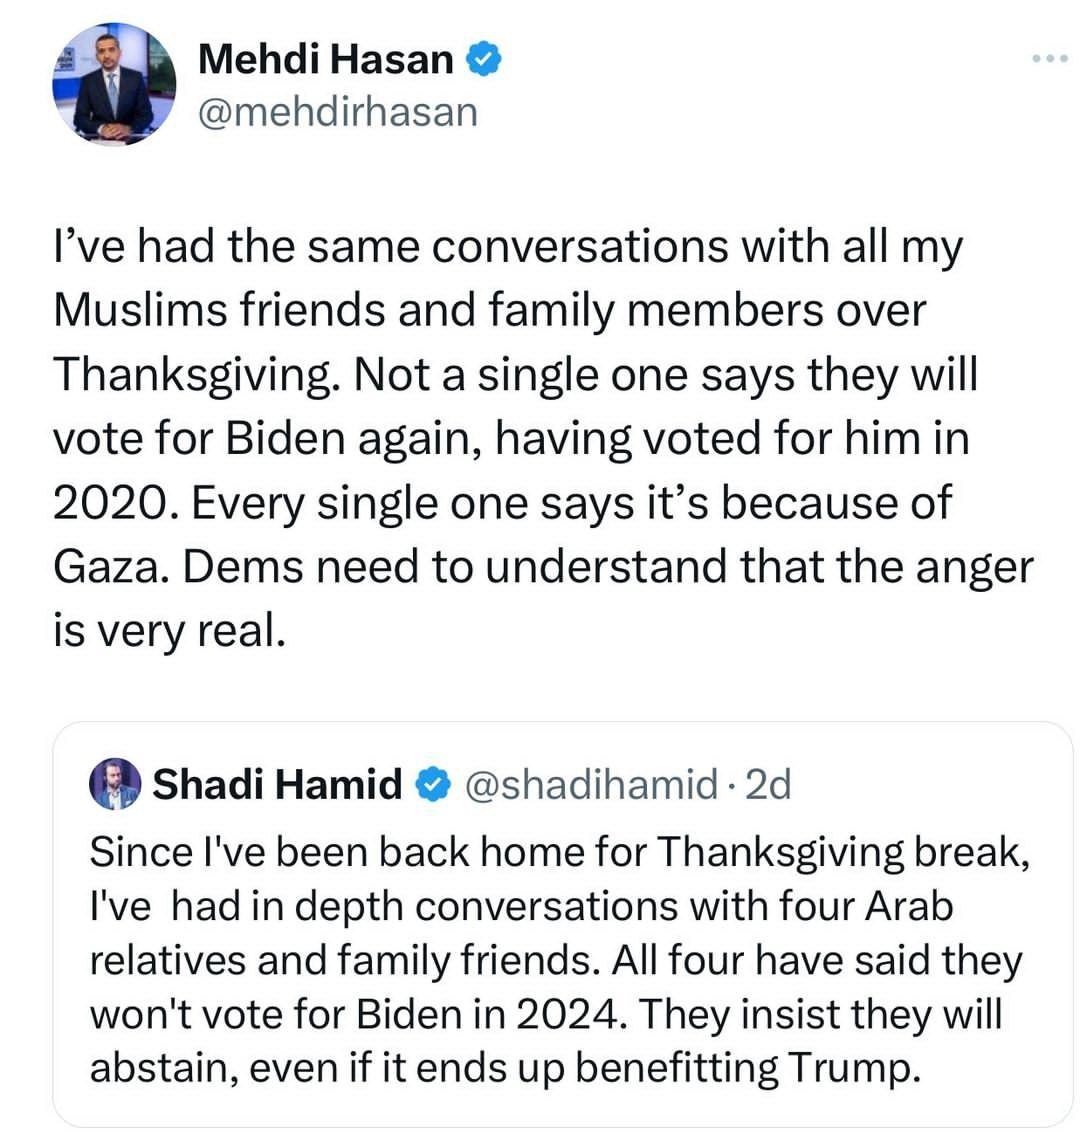 Mehdi Hasan
@mehdirhasan
I’ve had the same conversations with all my
Muslims friends and family members over
Thanksgiving. Not a single one says they will
vote for Biden again, having voted for him in
2020. Every single one says it’s because of
Gaza. Dems need to understand that the anger
is very real.
Shadi Hamid @shadihamid · 2d
Since I've been back home for Thanksgiving break,
I've  had in depth conversations with four Arab
relatives and family friends. All four have said they
won't vote for Biden in 2024. They insist they will
abstain, even if it ends up benefitting Trump.